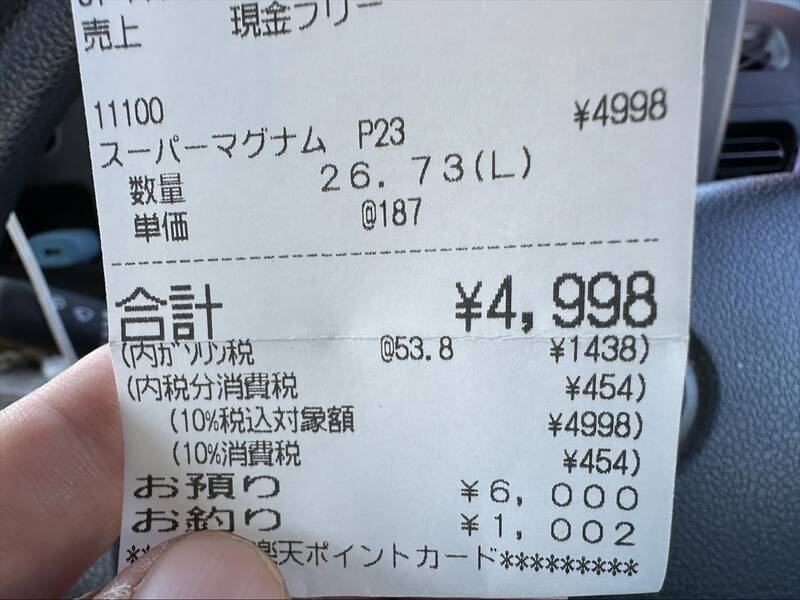 売上 現金フリー
11100 ¥4998
スーパーマグナム P23
数量 26.73(L)
単価 @187
合計 ¥4,998
(内ガソリン税 @53.8 ¥1438)
(内税分消費税 ¥454)
(10%税込対象額 ¥4998)
(10%消費税 ¥454)
お預り ¥6,000
お釣り ¥1,002
楽天ポイントカード*********